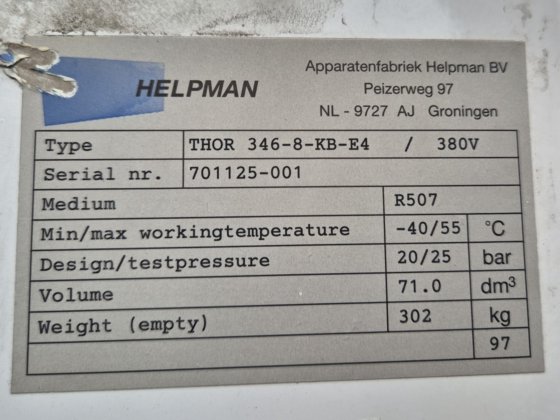 HELPMAN
Apparatenfabriek Helpman BV
Peizerweg 97
NL - 9727 AJ Groningen
Type THOR 346-8-KB-E4 / 380V
Serial nr. 701125-001
Medium R507
Min/max workingtemperature -40/55 °C
Design/testpressure 20/25 bar
Volume 71.0 dm³
Weight (empty) 302 kg
97